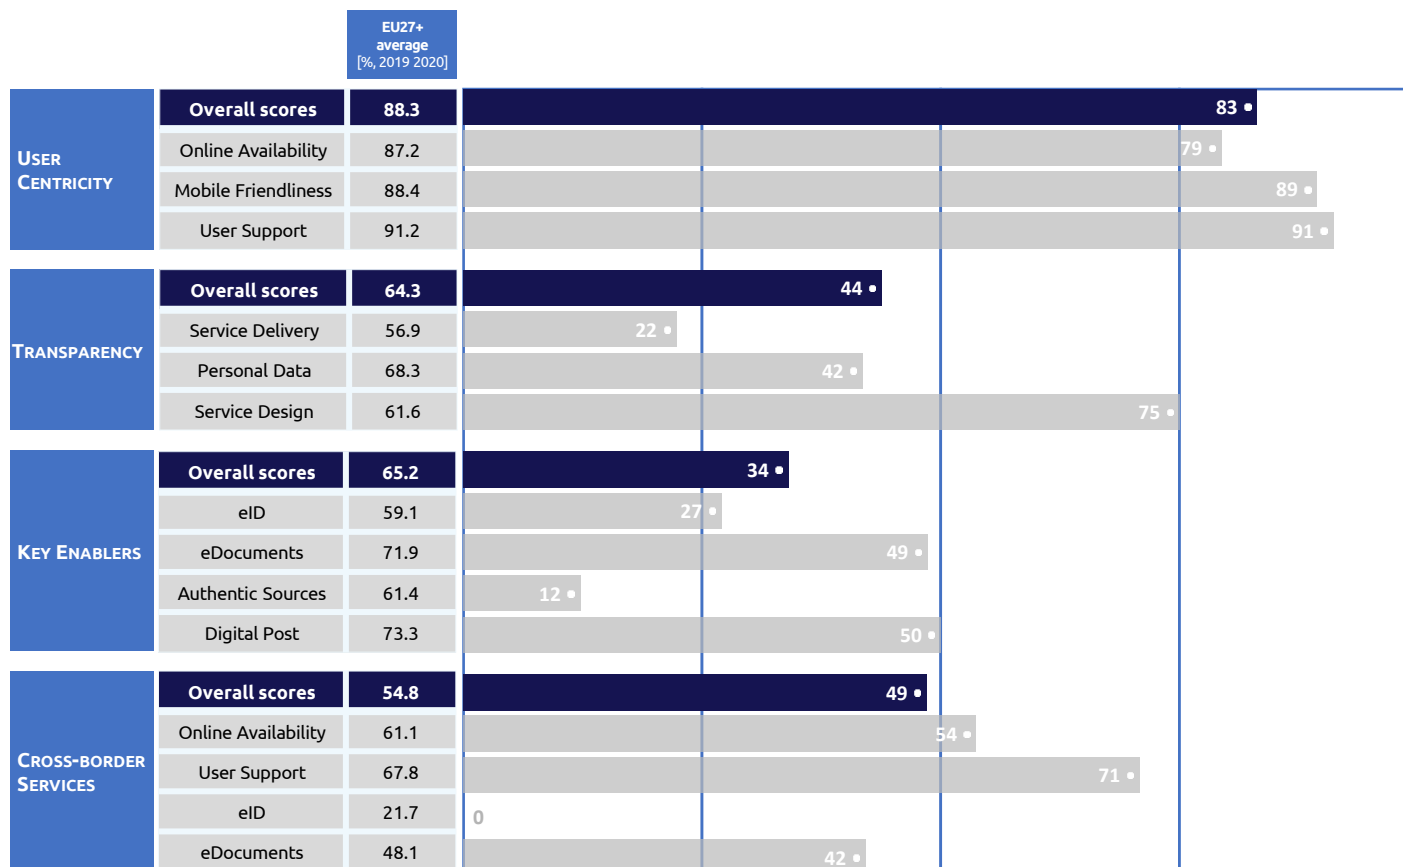 EU27+
average
[%, 2019 2020]
USER
CENTRICITY
Overall scores 88.3 83
Online Availability 87.2 79
Mobile Friendliness 88.4 89
User Support 91.2 91
TRANSPARENCY
Overall scores 64.3 44
Service Delivery 56.9 22
Personal Data 68.3 42
Service Design 61.6 75
KEY ENABLERS
Overall scores 65.2 34
eID 59.1 27
eDocuments 71.9 49
Authentic Sources 61.4 12
Digital Post 73.3 50
CROSS-BORDER
SERVICES
Overall scores 54.8 49
Online Availability 61.1 54
User Support 67.8 71
eID 21.7 0
eDocuments 48.1 42